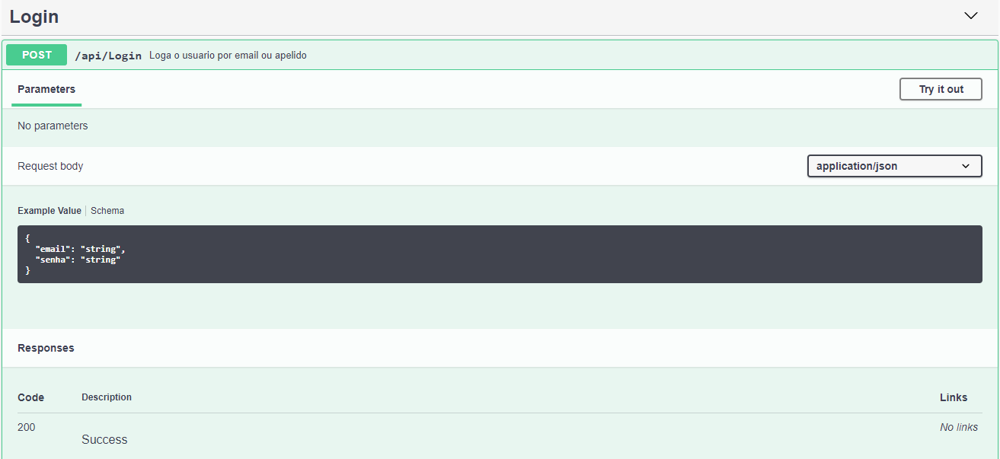 Login
POST /api/Login Loga o usuario por email ou apelido
Parameters Try it out
No parameters
Request body application/json
Example Value Schema
{
"email": "string",
"senha": "string"
}
Responses
Code Description Links
200 No links
Success